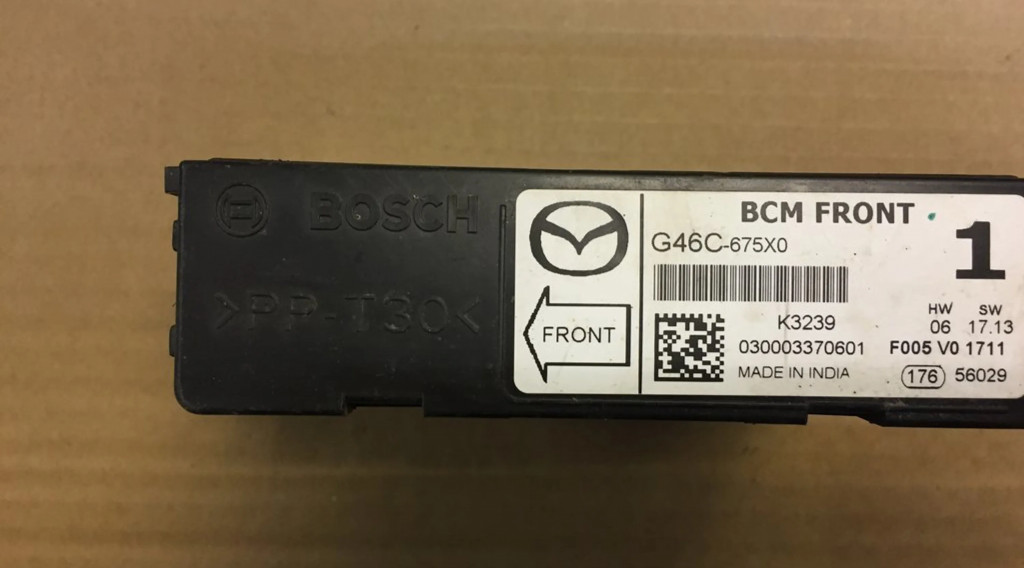 BOSCH
>PP-T30<
FRONT
BCM FRONT
G46C-675X0
1
K3239
030003370601
MADE IN INDIA
HW SW
06 17.13
F005 V0 1711
176 56029